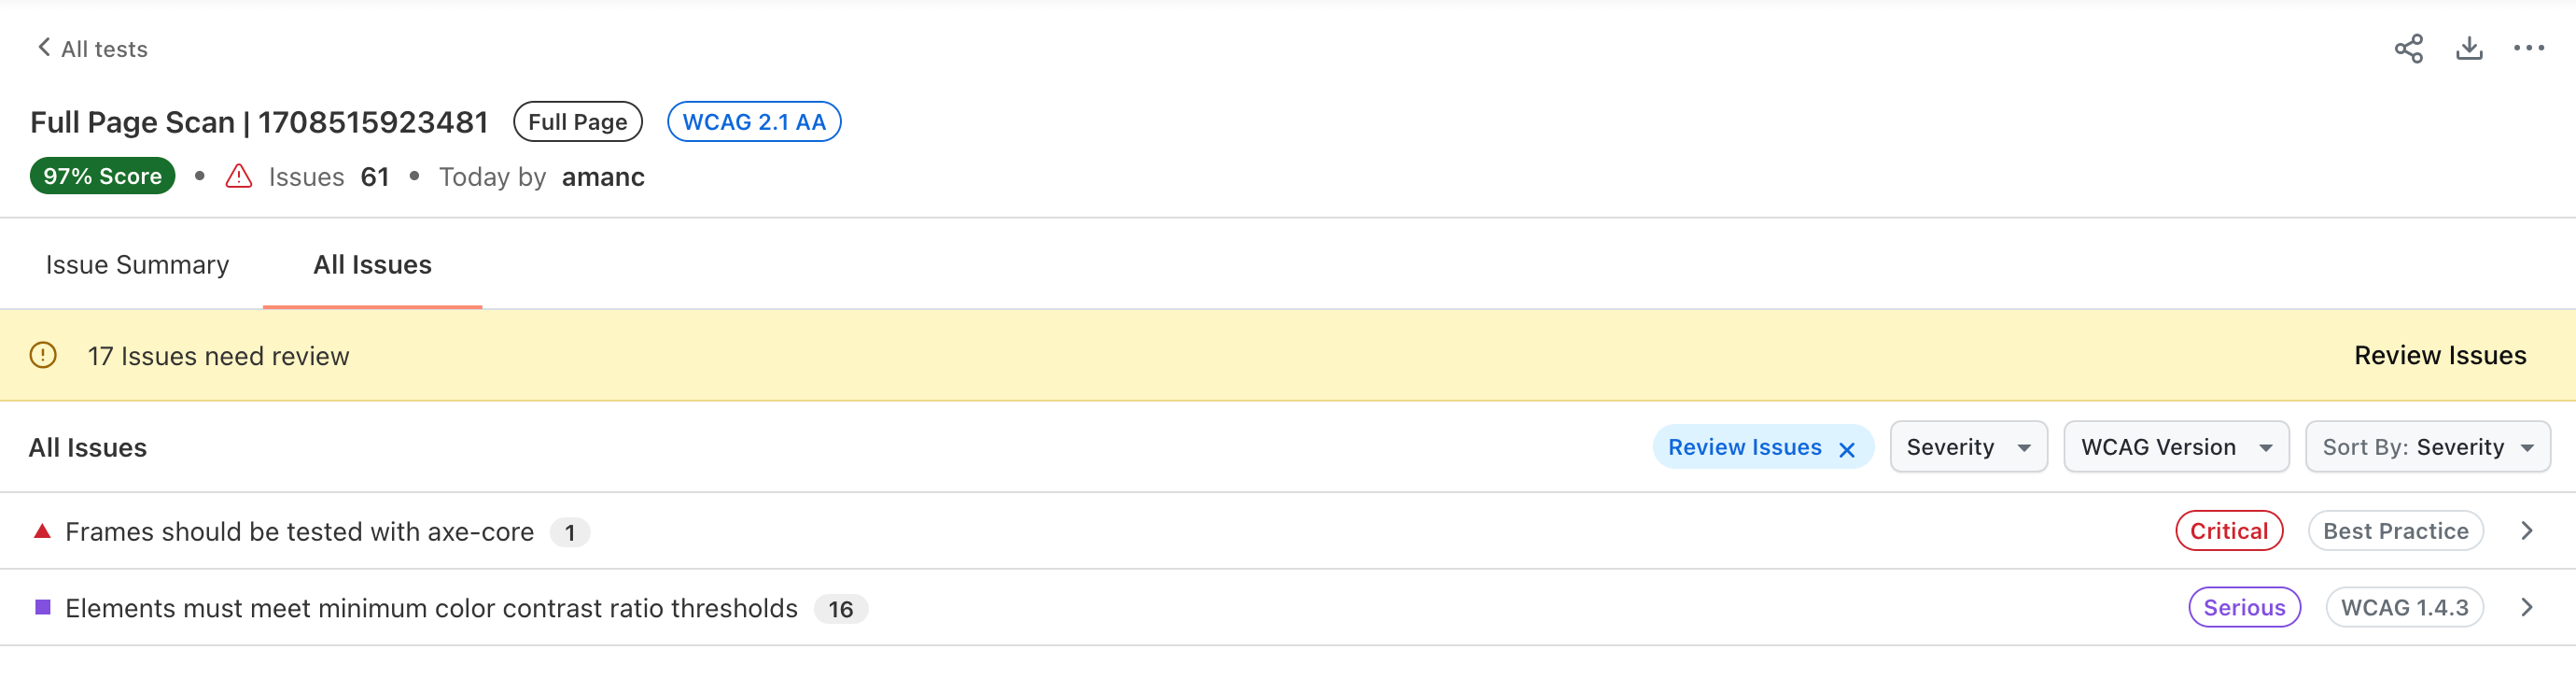 All tests
Full Page Scan | 1708515923481 Full Page WCAG 2.1 AA
97% Score • Issues 61 • Today by amanc
Issue Summary All Issues
17 Issues need review Review Issues
All Issues Review Issues × Severity WCAG Version Sort By: Severity
Frames should be tested with axe-core 1 Critical Best Practice
Elements must meet minimum color contrast ratio thresholds 16 Serious WCAG 1.4.3